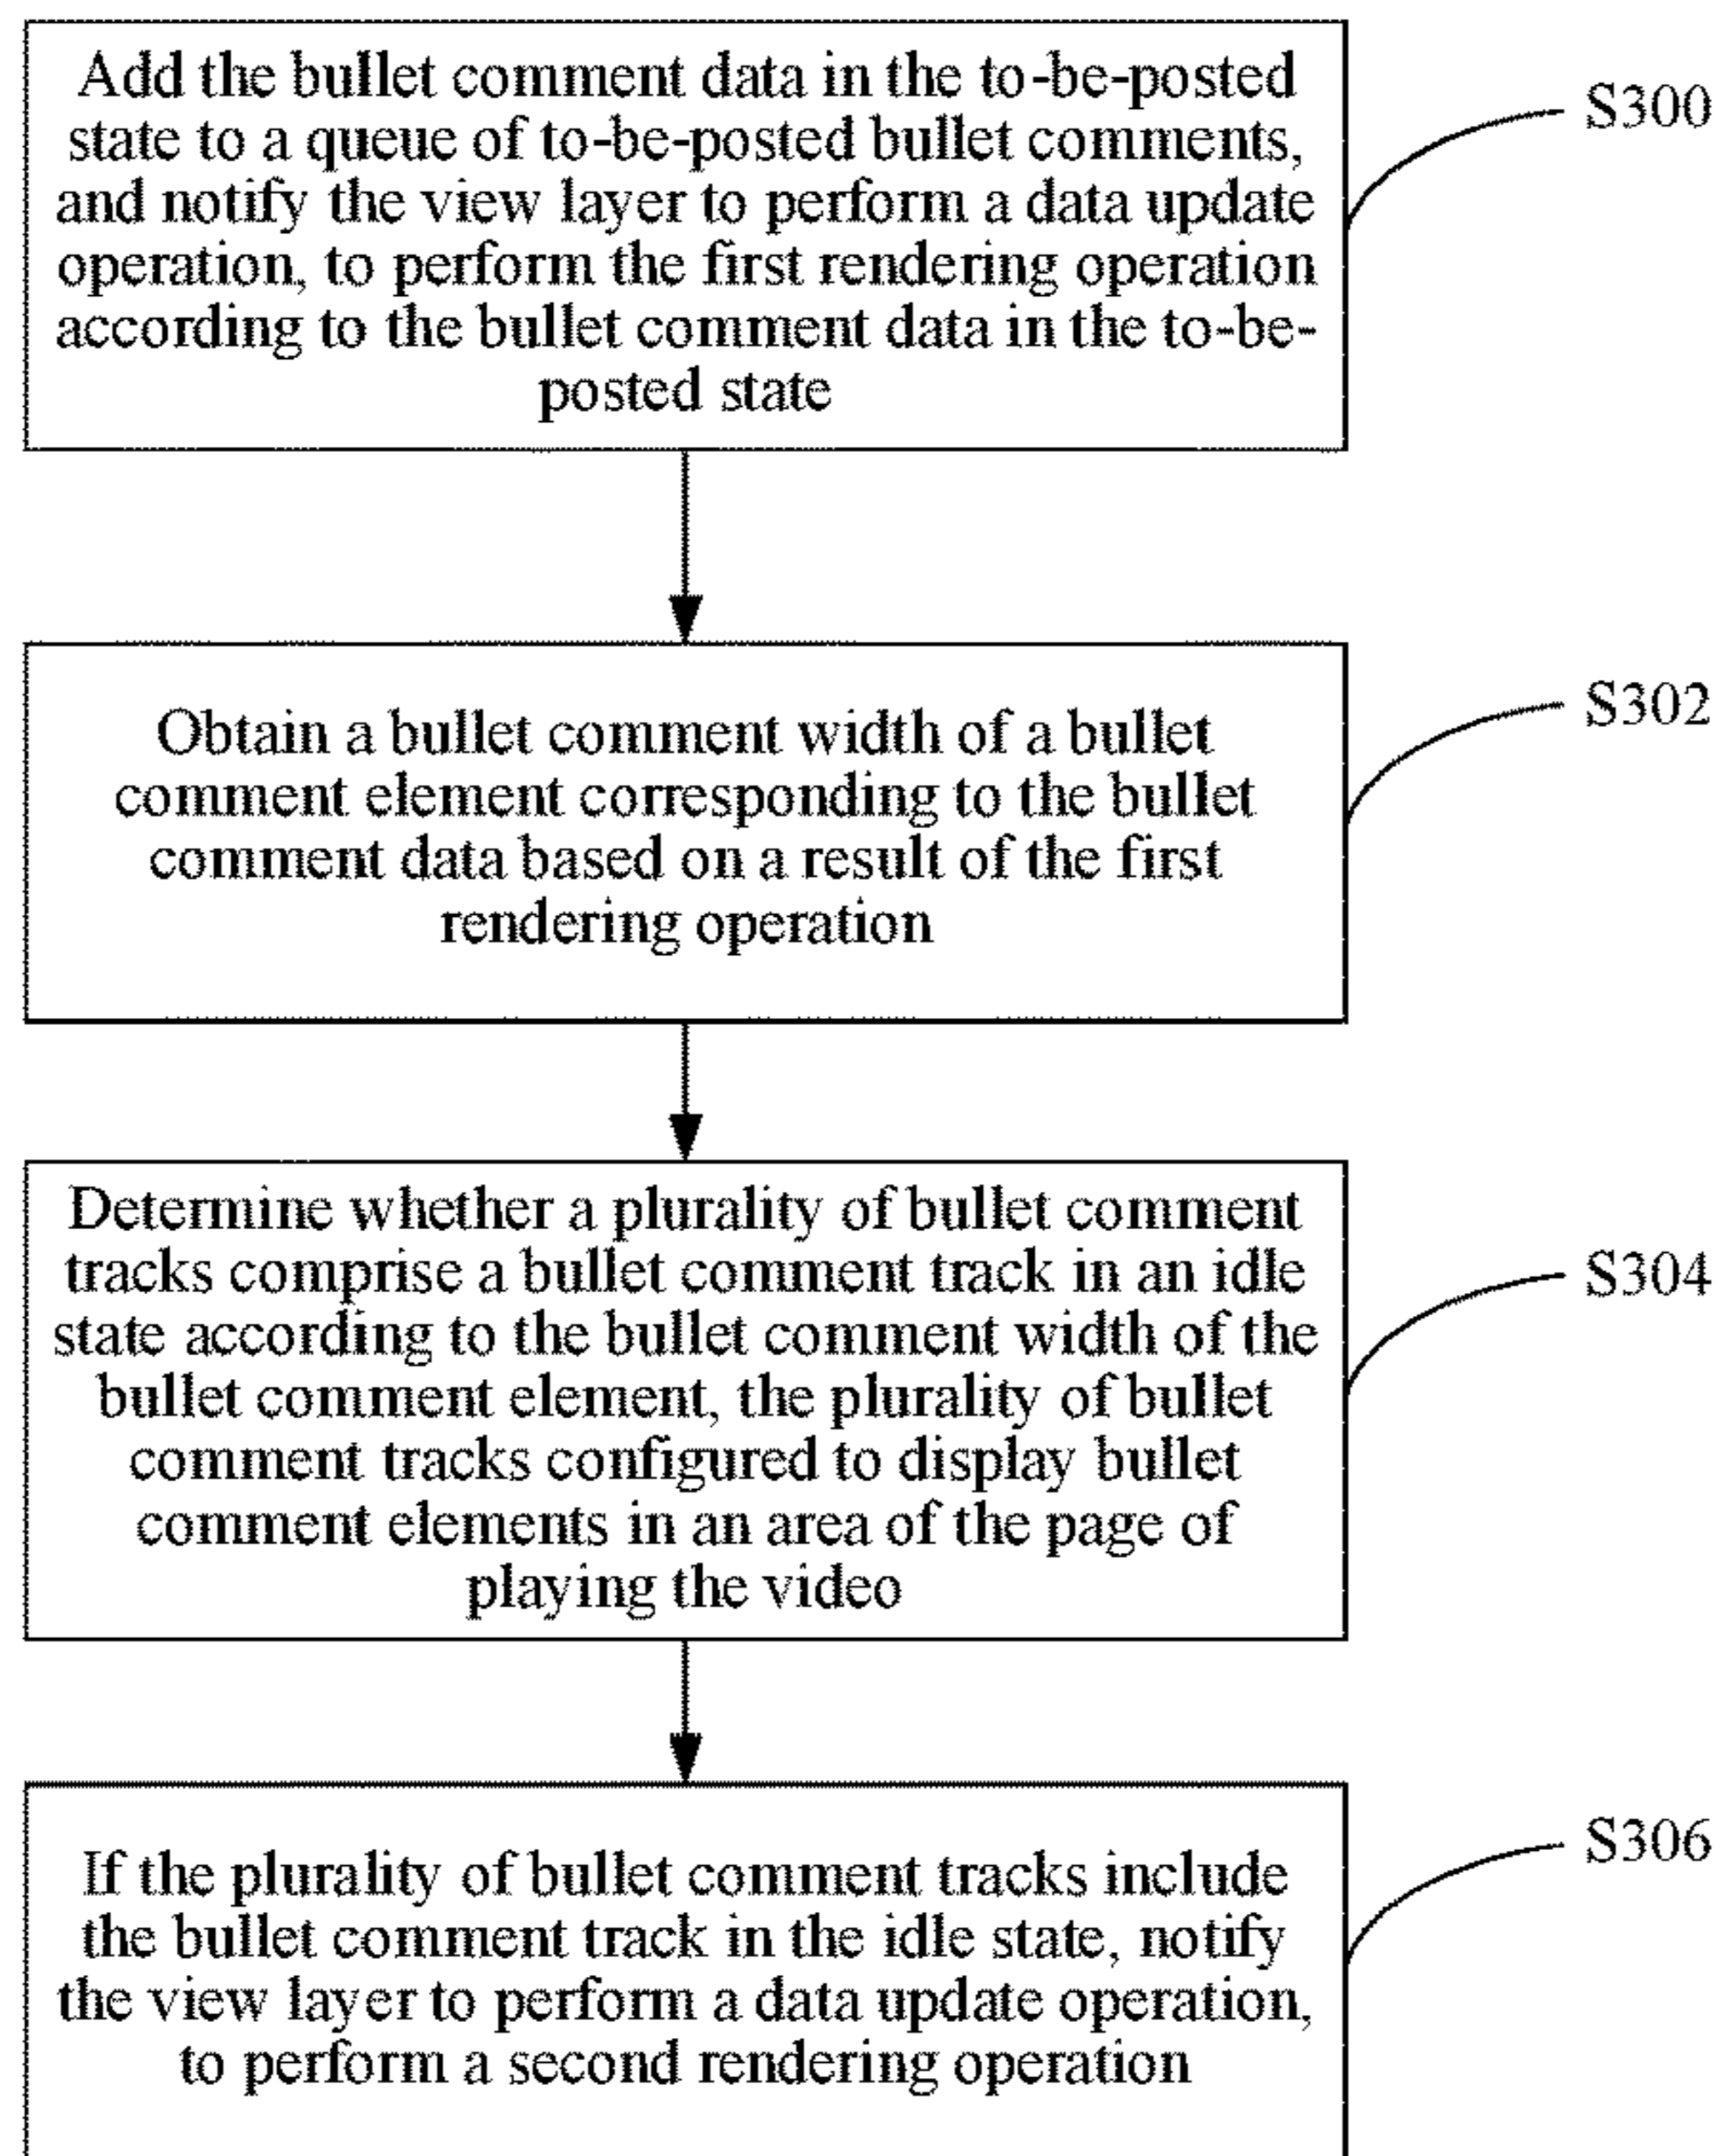 Add the bullet comment data in the to-be-posted
state to a queue of to-be-posted bullet comments,
and notify the view layer to perform a data update
operation, to perform the first rendering operation
according to the bullet comment data in the to-be-
posted state
S300
Obtain a bullet comment width of a bullet
comment element corresponding to the bullet
comment data based on a result of the first
rendering operation
S302
Determine whether a plurality of bullet comment
tracks comprise a bullet comment track in an idle
state according to the bullet comment width of the
bullet comment element, the plurality of bullet
comment tracks configured to display bullet
comment elements in an area of the page of
playing the video
S304
If the plurality of bullet comment tracks include
the bullet comment track in the idle state, notify
the view layer to perform a data update operation,
to perform a second rendering operation
S306